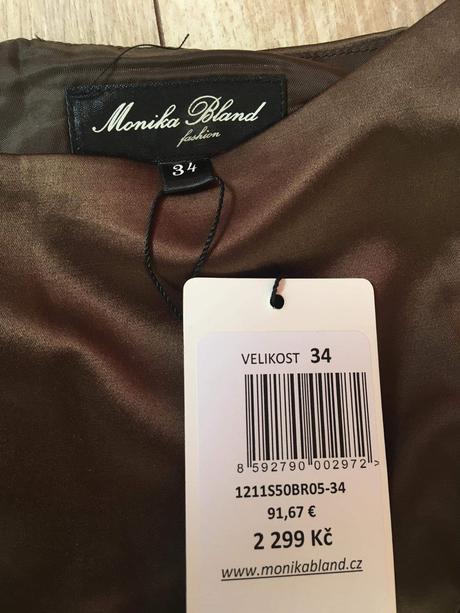 Monika Bland
fashion
34
VELIKOST 34
8 592790 002972 >
1211S50BR05-34
91,67 €
2 299 Kč
www.monikabland.cz